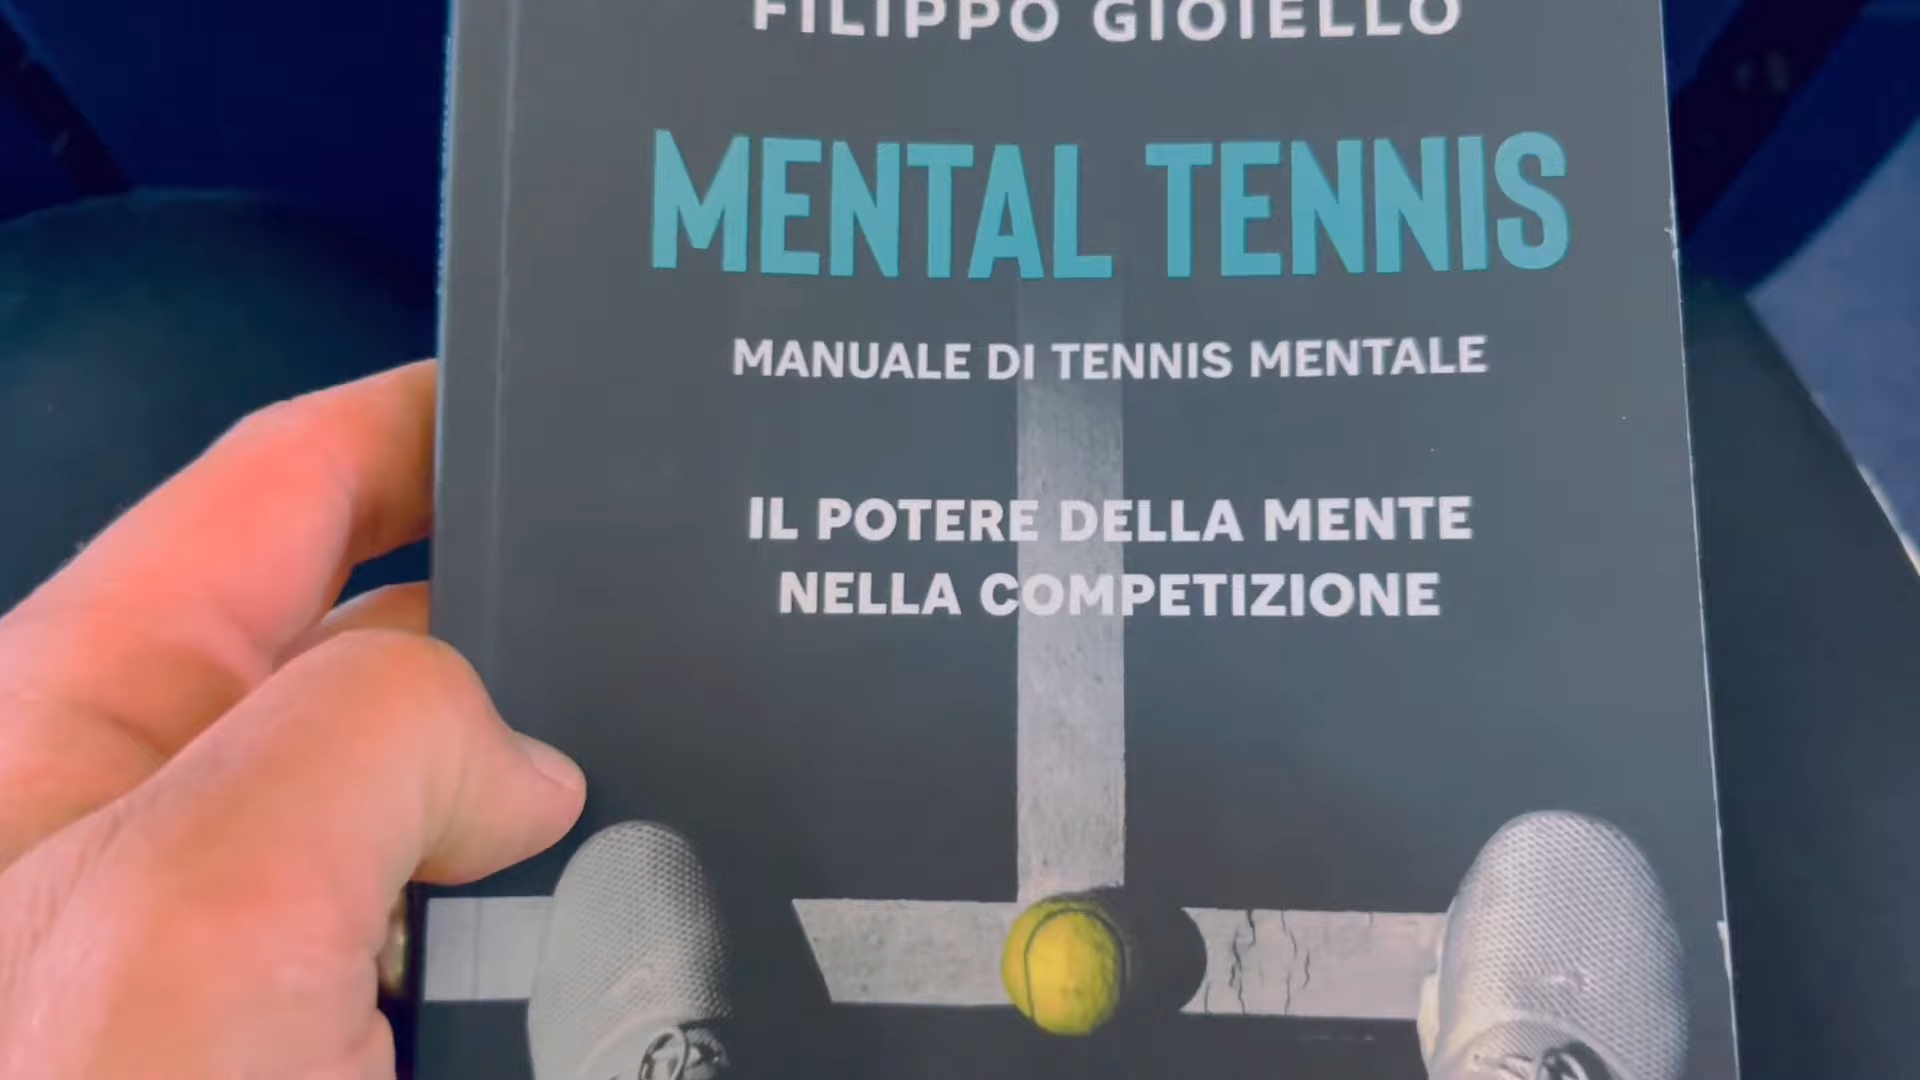 FILIPPO GIOIELLO
MENTAL TENNIS
MANUALE DI TENNIS MENTALE
IL POTERE DELLA MENTE
NELLA COMPETIZIONE